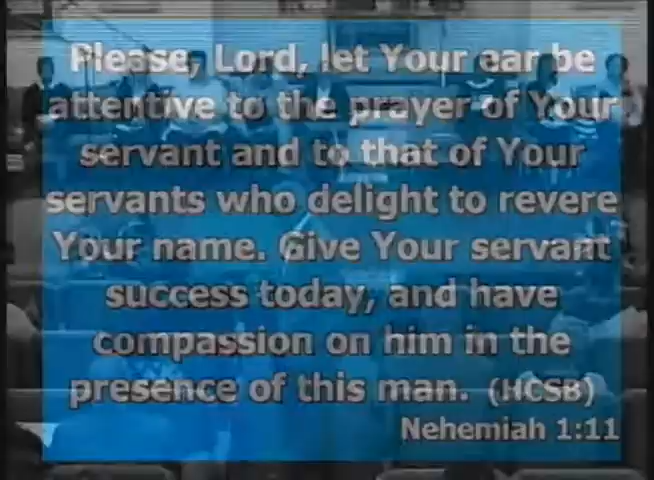 Please, Lord, let Your ear be
attentive to the prayer of Your
servant and to that of Your
servants who delight to revere
Your name. Give Your servant
success today, and have
compassion on him in the
presence of this man. (HCSB)
Nehemiah 1:11